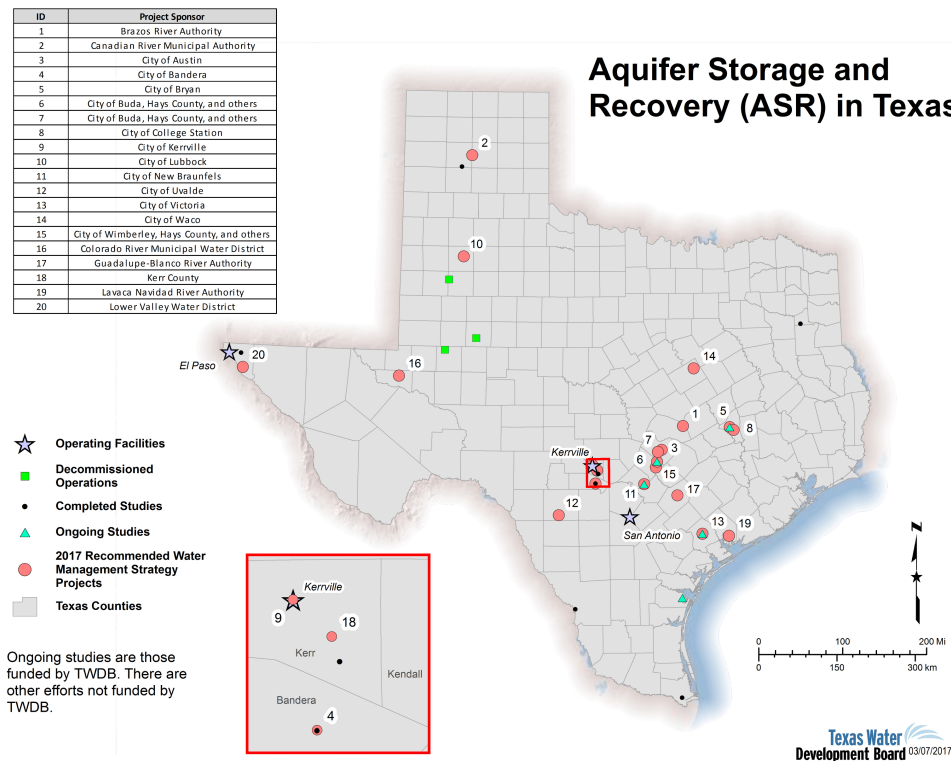 ID Project Sponsor
1 Brazos River Authority
2 Canadian River Municipal Authority
3 City of Austin
4 City of Bandera
5 City of Bryan
6 City of Buda, Hays County, and others
7 City of Buda, Hays County, and others
8 City of College Station
9 City of Kerrville
10 City of Lubbock
11 City of New Braunfels
12 City of Uvalde
13 City of Victoria
14 City of Waco
15 City of Wimberley, Hays County, and others
16 Colorado River Municipal Water District
17 Guadalupe-Blanco River Authority
18 Kerr County
19 Lavaca Navidad River Authority
20 Lower Valley Water District
Aquifer Storage and
Recovery (ASR) in Texas
2
10
20
El Paso
16
14
1
5
8
7
3
Kerrville
6
15
11
17
12
San Antonio
13
19
Operating Facilities
Decommissioned
Operations
Completed Studies
Ongoing Studies
2017 Recommended Water
Management Strategy
Projects
Texas Counties
Ongoing studies are those
funded by TWDB. There are
other efforts not funded by
TWDB.
Kerrville
9
18
Kerr
Kendall
Bandera
4
N
0 100 200 Mi
0 150 300 km
Texas Water
Development Board 03/07/2017